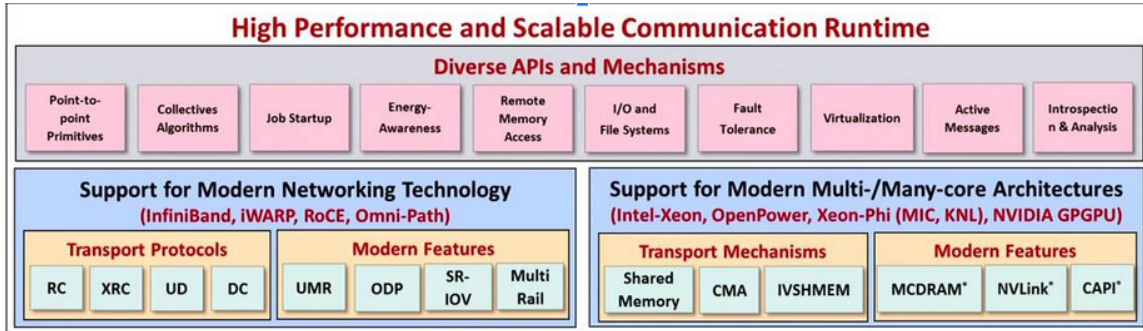 High Performance and Scalable Communication Runtime
Diverse APIs and Mechanisms
Point-to-
point
Primitives
Collectives
Algorithms
Job Startup
Energy-
Awareness
Remote
Memory
Access
I/O and
File Systems
Fault
Tolerance
Virtualization
Active
Messages
Introspectio
n & Analysis
Support for Modern Networking Technology
(InfiniBand, iWARP, RoCE, Omni-Path)
Transport Protocols
RC
XRC
UD
DC
Modern Features
UMR
ODP
SR-
IOV
Multi
Rail
Support for Modern Multi-/Many-core Architectures
(Intel-Xeon, OpenPower, Xeon-Phi (MIC, KNL), NVIDIA GPGPU)
Transport Mechanisms
Shared
Memory
CMA
IVSHMEM
Modern Features
MCDRAM*
NVLink*
CAPI*